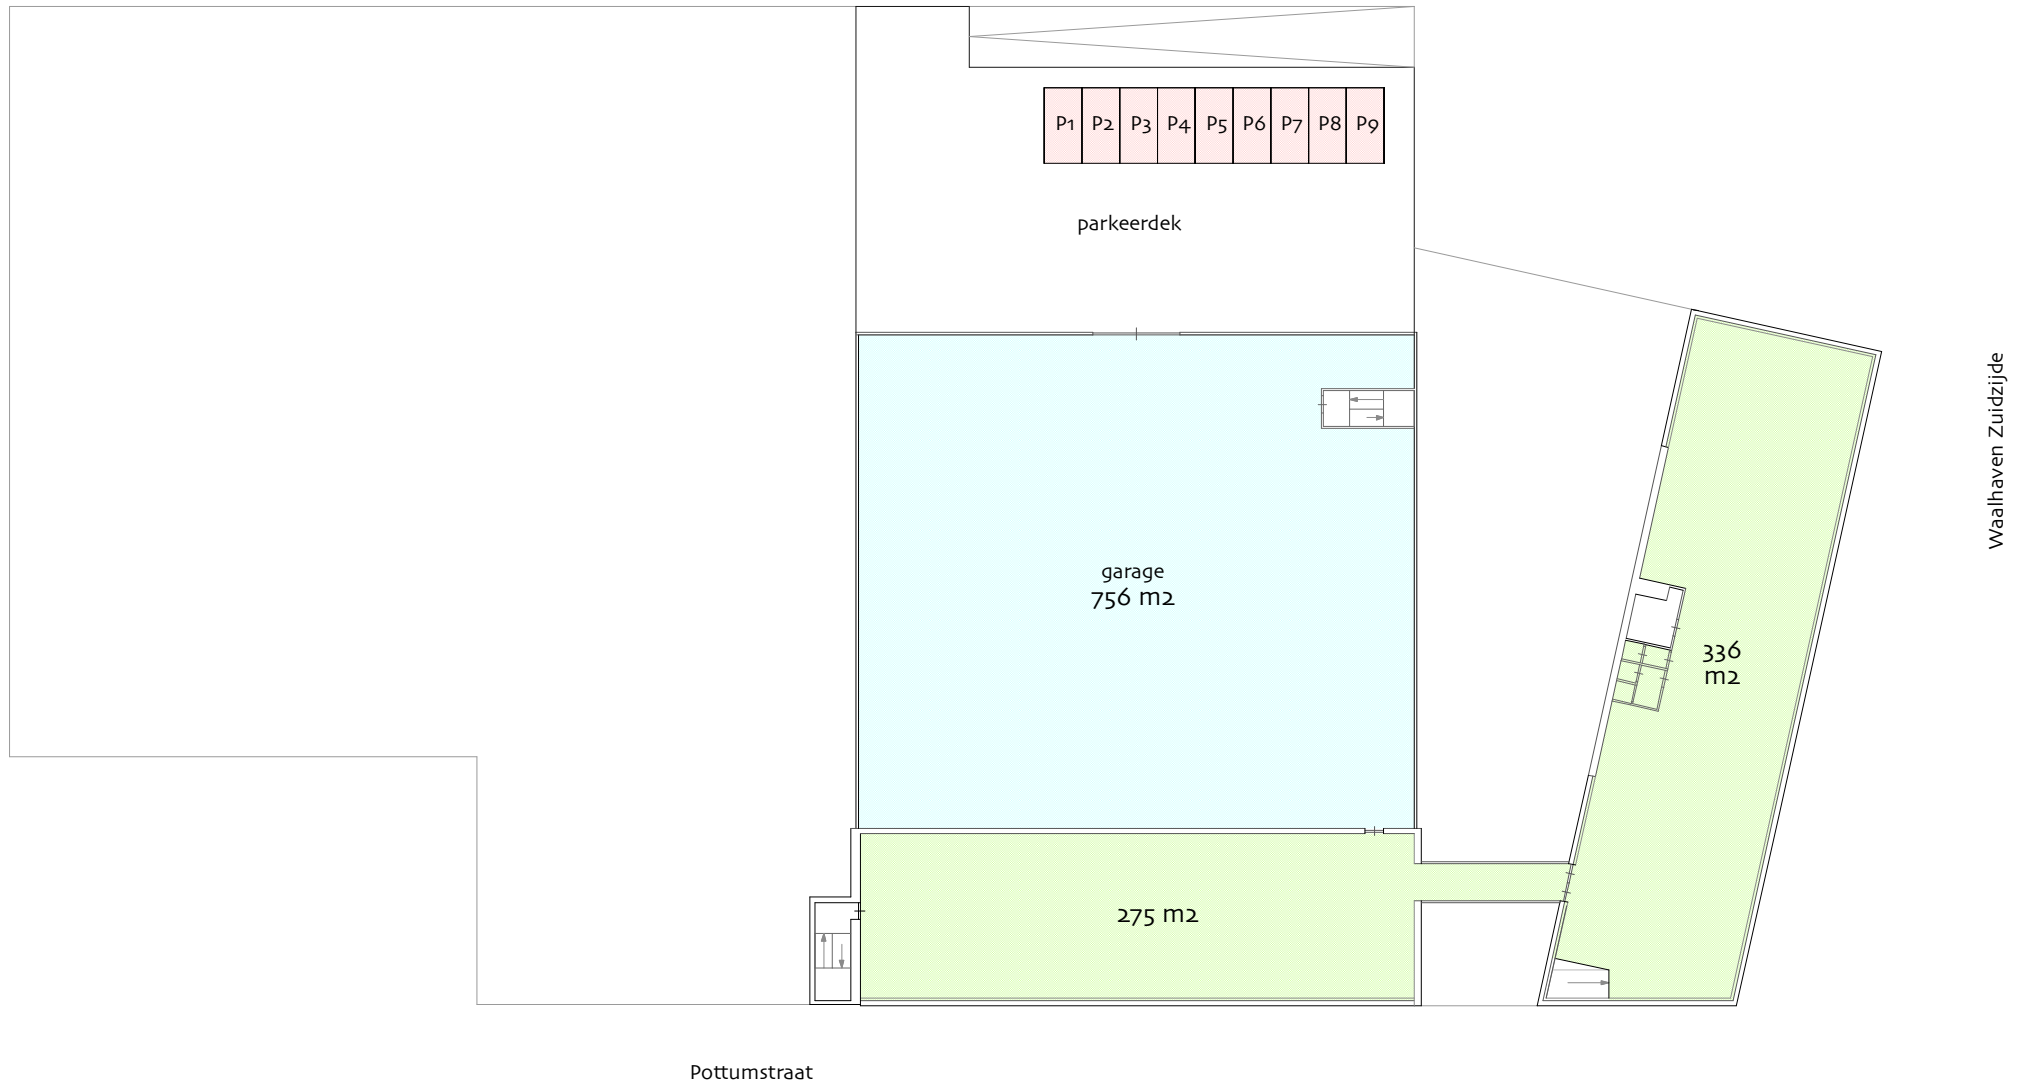 P1 P2 P3 P4 P5 P6 P7 P8 P9
parkeerdek
Waalhaven Zuidzijde
garage
756 m2
336
m2
275 m2
Pottumstraat